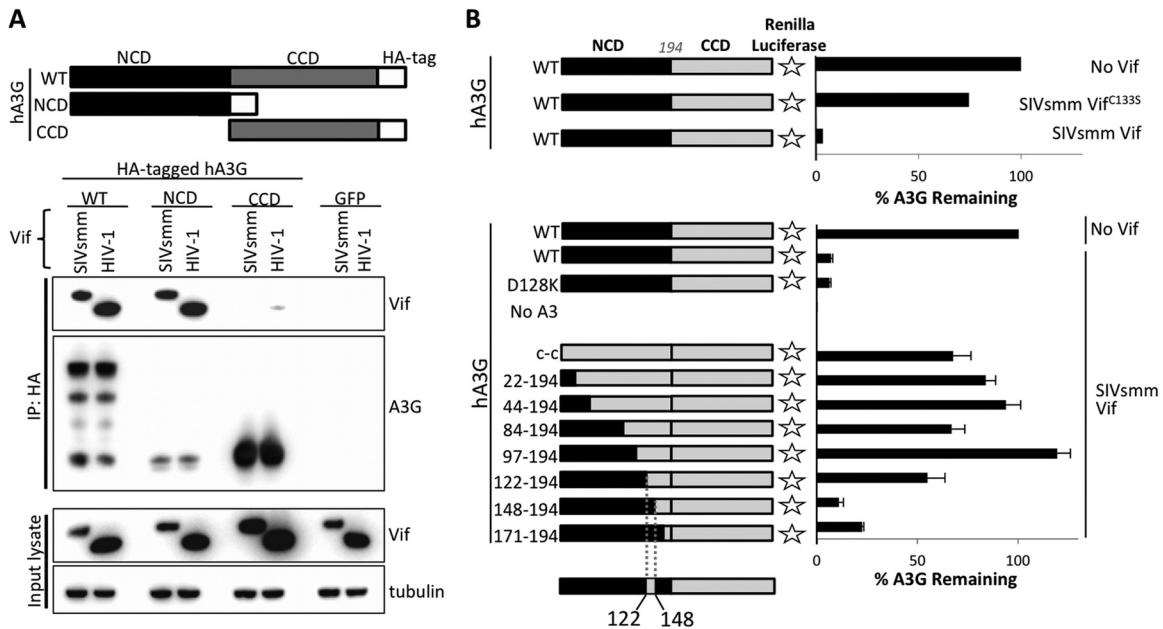 A
NCD CCD HA-tag
hA3G
WT
NCD
CCD
HA-tagged hA3G
WT NCD CCD GFP
Vif
SIVsmm HIV-1 SIVsmm HIV-1 SIVsmm HIV-1 SIVsmm HIV-1
IP: HA
Vif
A3G
Input lysate
Vif
tubulin
B
NCD 194 CCD Renilla Luciferase
hA3G
WT No Vif
WT SIVsmm Vif^C133S
WT SIVsmm Vif
0 50 100
% A3G Remaining
hA3G
WT No Vif
WT
D128K
No A3
c-c
22-194
44-194
84-194
97-194
122-194
148-194
171-194
SIVsmm Vif
0 50 100
% A3G Remaining
122 148